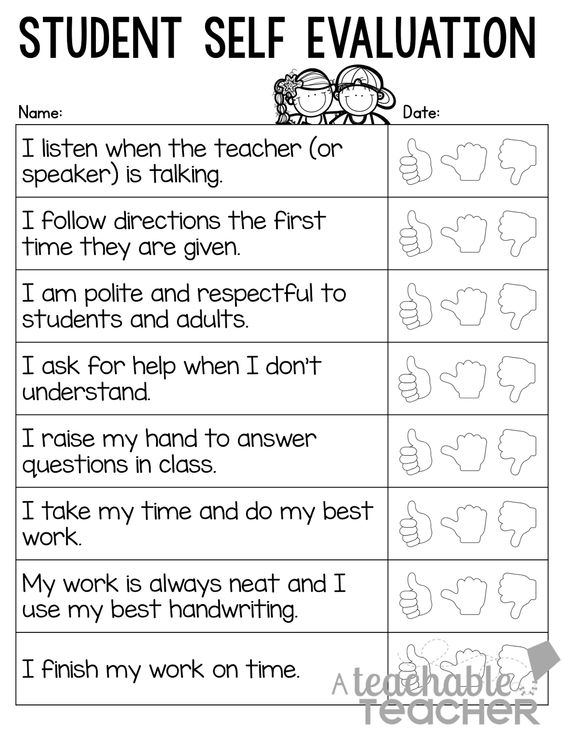 STUDENT SELF EVALUATION
Name:
Date:
I listen when the teacher (or
speaker) is talking.
I follow directions the first
time they are given.
I am polite and respectful to
students and adults.
I ask for help when I don't
understand.
I raise my hand to answer
questions in class.
I take my time and do my best
work.
My work is always neat and I
use my best handwriting.
I finish my work on time.
A teachable
TEACHER